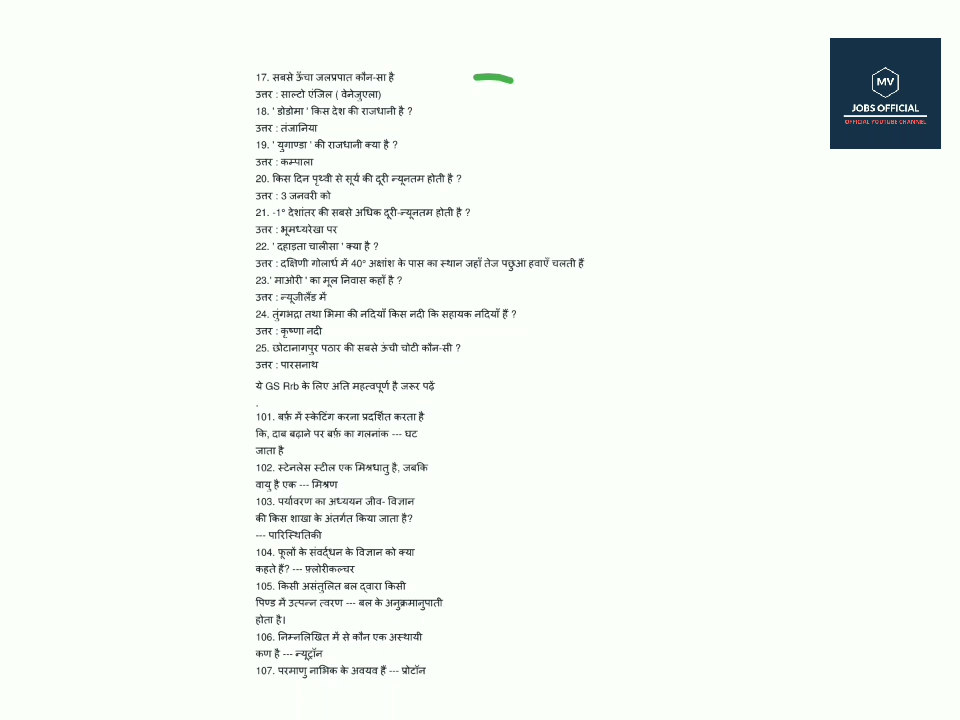 17. सबसे ऊँचा जलप्रपात कौन-सा है
उत्तर : साल्टो एंजिल ( वेनेजुएला)
18. ' डोडोमा ' किस देश की राजधानी है ?
उत्तर : तंजानिया
19. ' युगाण्डा ' की राजधानी क्या है ?
उत्तर : कम्पाला
20. किस दिन पृथ्वी से सूर्य की दूरी न्यूनतम होती है ?
उत्तर : 3 जनवरी को
21. -1° देशांतर की सबसे अधिक दूरी-न्यूनतम होती है ?
उत्तर : भूमध्यरेखा पर
22. ' दहाड़ता चालीसा ' क्या है ?
उत्तर : दक्षिणी गोलार्ध में 40° अक्षांश के पास का स्थान जहाँ तेज पछुआ हवाएँ चलती हैं
23.' माओरी ' का मूल निवास कहाँ है ?
उत्तर : न्यूजीलैंड में
24. तुंगभद्रा तथा भिमा की नदियाँ किस नदी कि सहायक नदियाँ हैं ?
उत्तर : कृष्णा नदी
25. छोटानागपुर पठार की सबसे ऊंची चोटी कौन-सी ?
उत्तर : पारसनाथ
ये GS Rrb के लिए अति महत्वपूर्ण है जरूर पढ़ें
.
101. बर्फ़ में स्केटिंग करना प्रदर्शित करता है
कि, दाब बढ़ाने पर बर्फ़ का गलनांक --- घट
जाता है
102. स्टेनलेस स्टील एक मिश्रधातु है, जबकि
वायु है एक --- मिश्रण
103. पर्यावरण का अध्ययन जीव- विज्ञान
की किस शाखा के अंतर्गत किया जाता है?
--- पारिस्थितिकी
104. फूलों के संवर्द्धन के विज्ञान को क्या
कहते हैं? --- फ़्लोरीकल्चर
105. किसी असंतुलित बल द्वारा किसी
पिण्ड में उत्पन्न त्वरण --- बल के अनुक्रमानुपाती
होता है।
106. निम्नलिखित में से कौन एक अस्थायी
कण है --- न्यूट्रॉन
107. परमाणु नाभिक के अवयव हैं --- प्रोटॉन
MV
JOBS OFFICIAL
OFFICIAL YOUTUBE CHANNEL